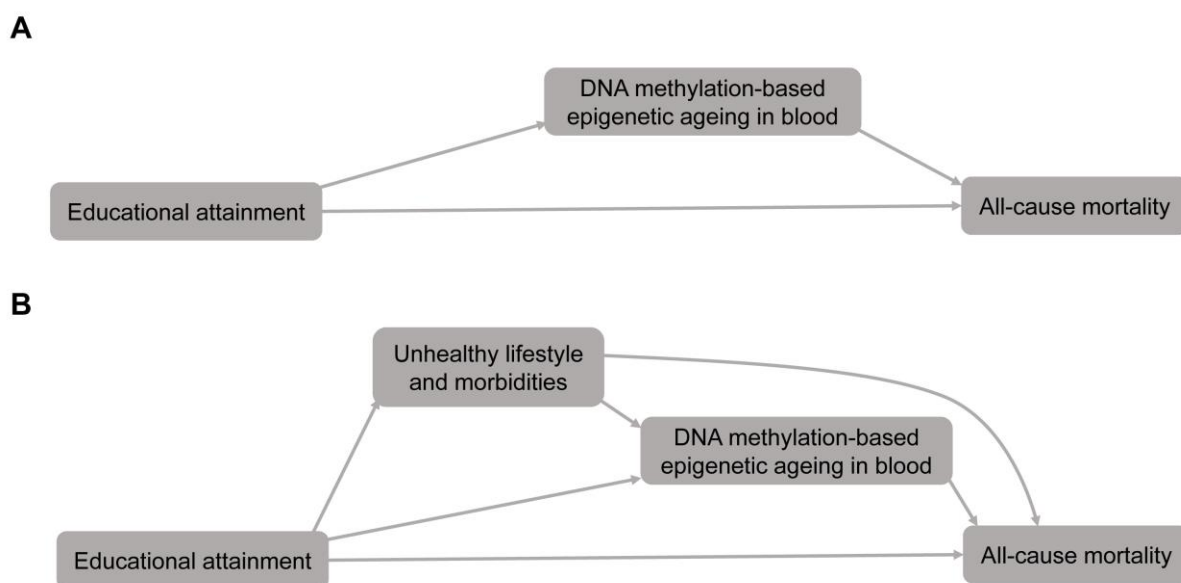 A
DNA methylation-based
epigenetic ageing in blood
Educational attainment
All-cause mortality
B
Unhealthy lifestyle
and morbidities
DNA methylation-based
epigenetic ageing in blood
Educational attainment
All-cause mortality